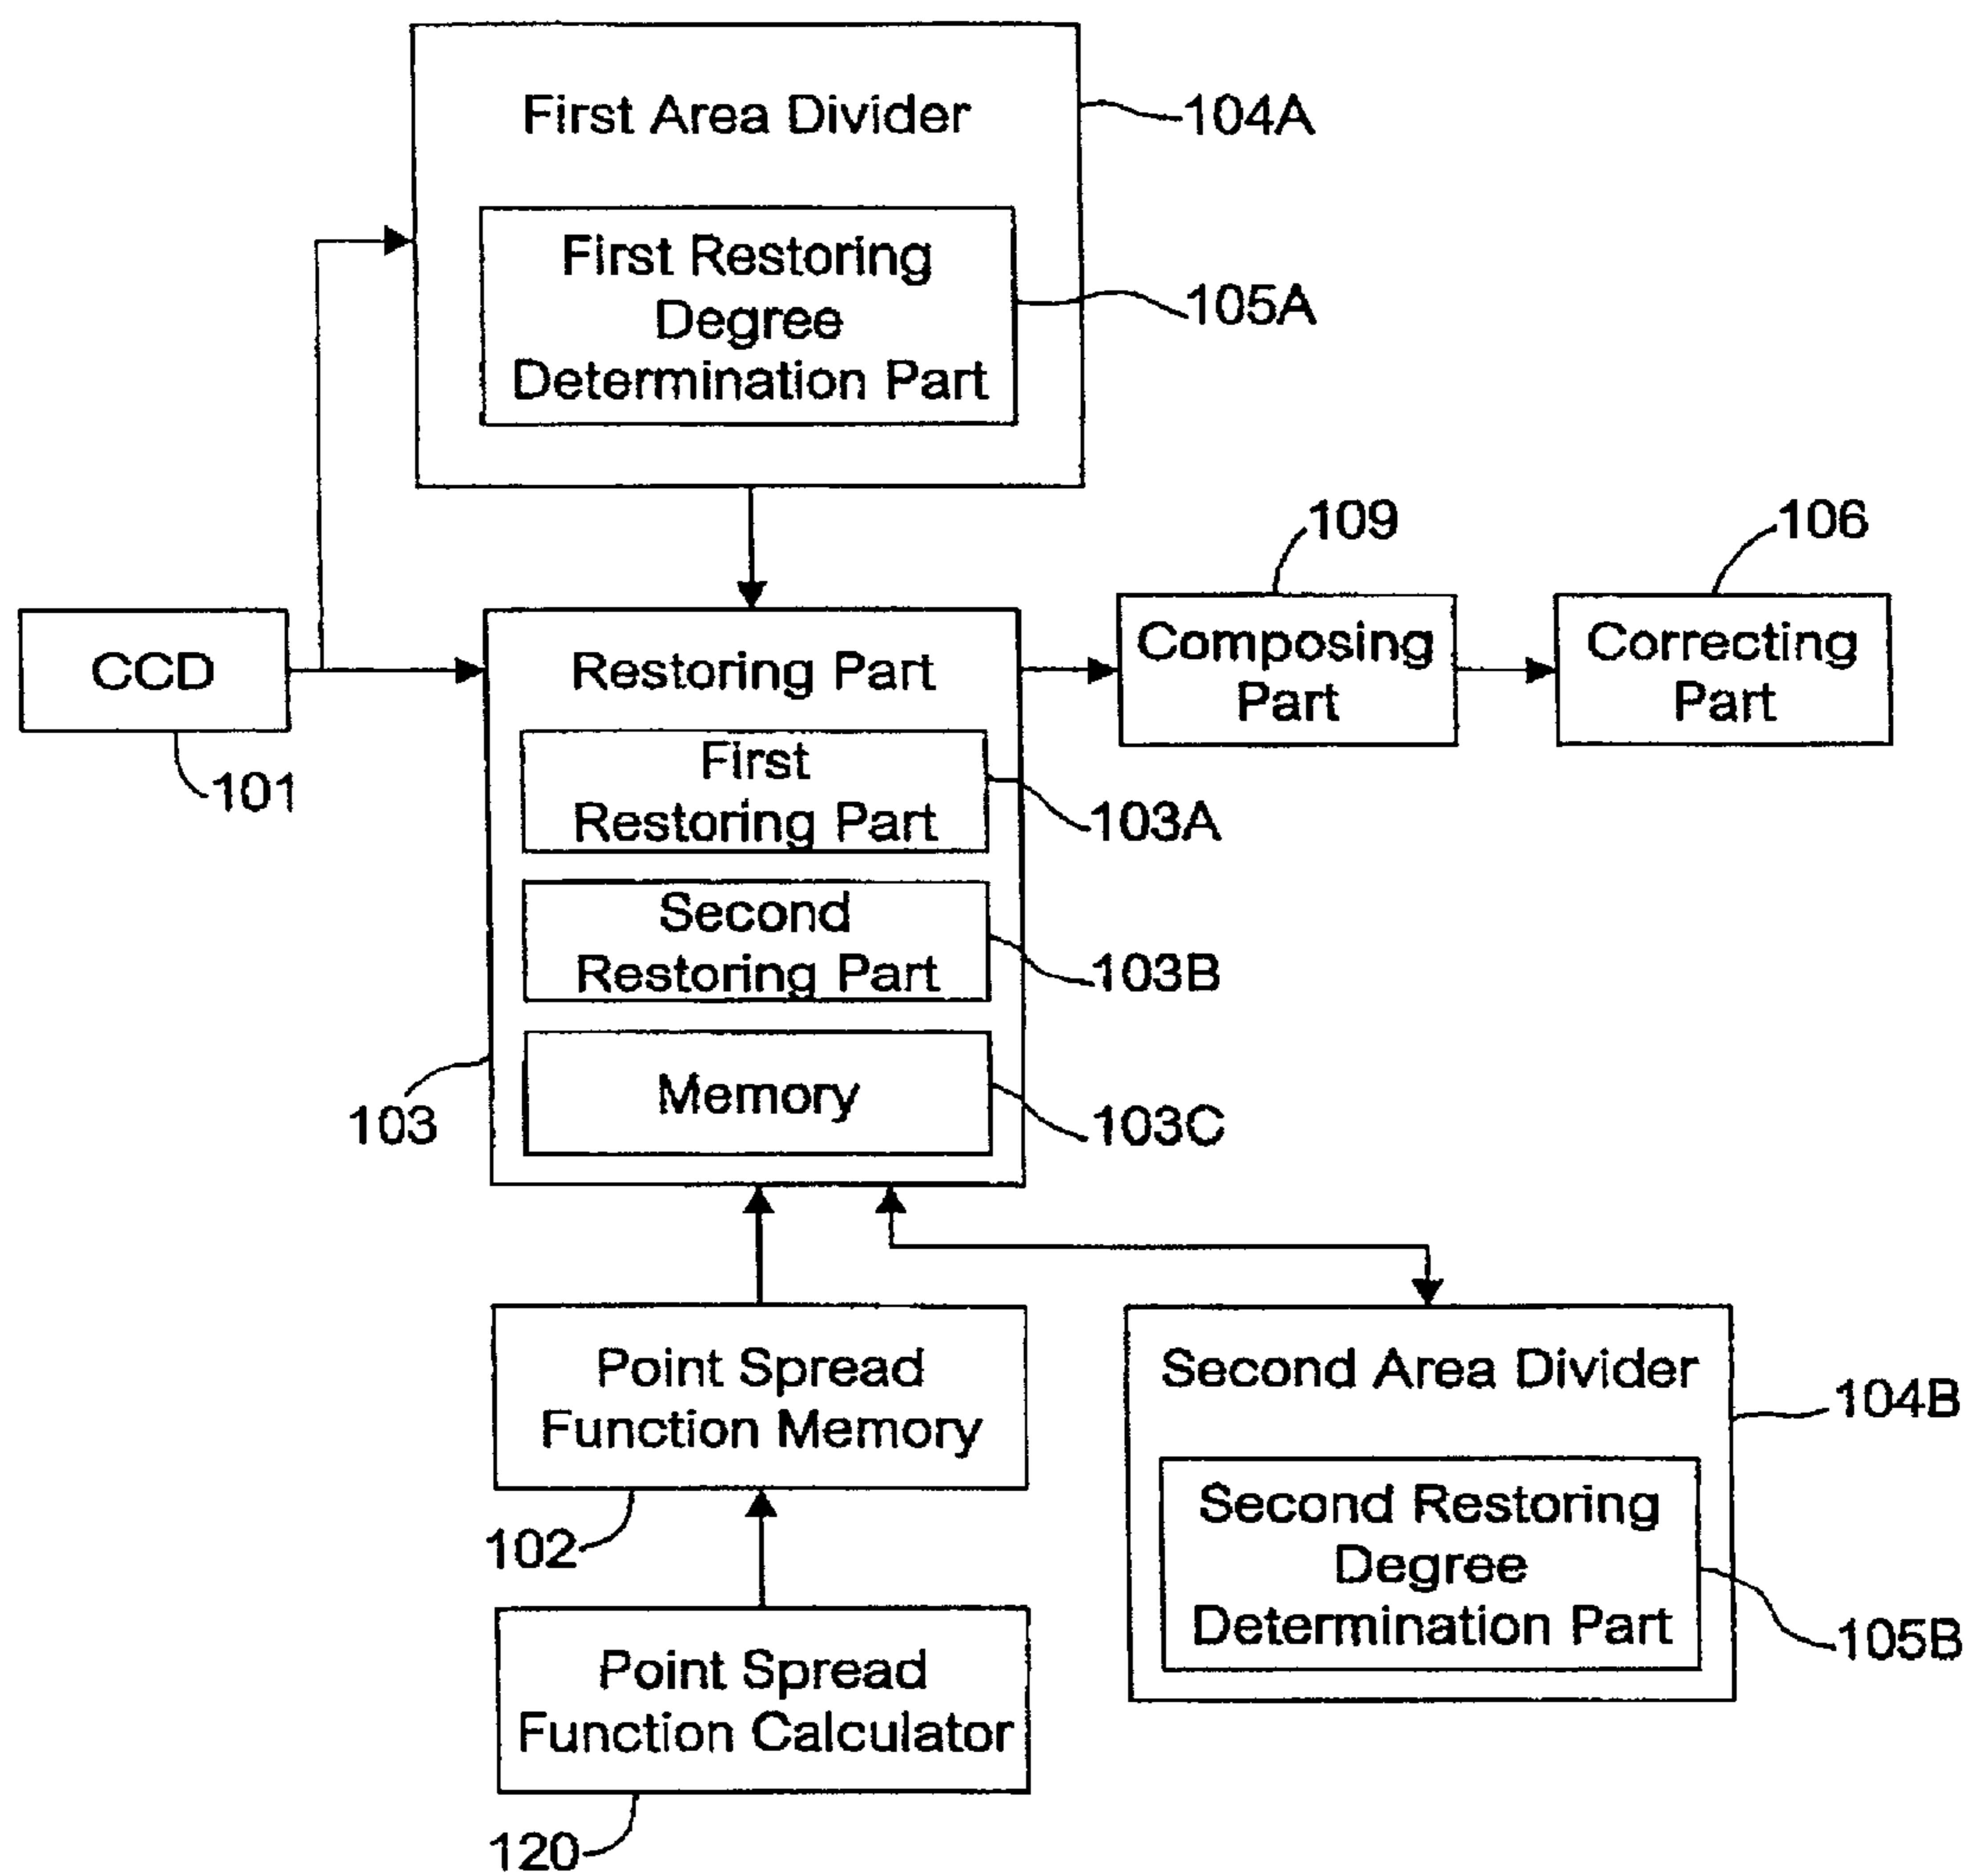 First Area Divider
104A
First Restoring
Degree
Determination Part
105A
109
106
CCD
101
Restoring Part
Composing
Part
Correcting
Part
First
Restoring Part
103A
Second
Restoring Part
103B
Memory
103
103C
Point Spread
Function Memory
102
Second Area Divider
104B
Second Restoring
Degree
Determination Part
105B
Point Spread
Function Calculator
120